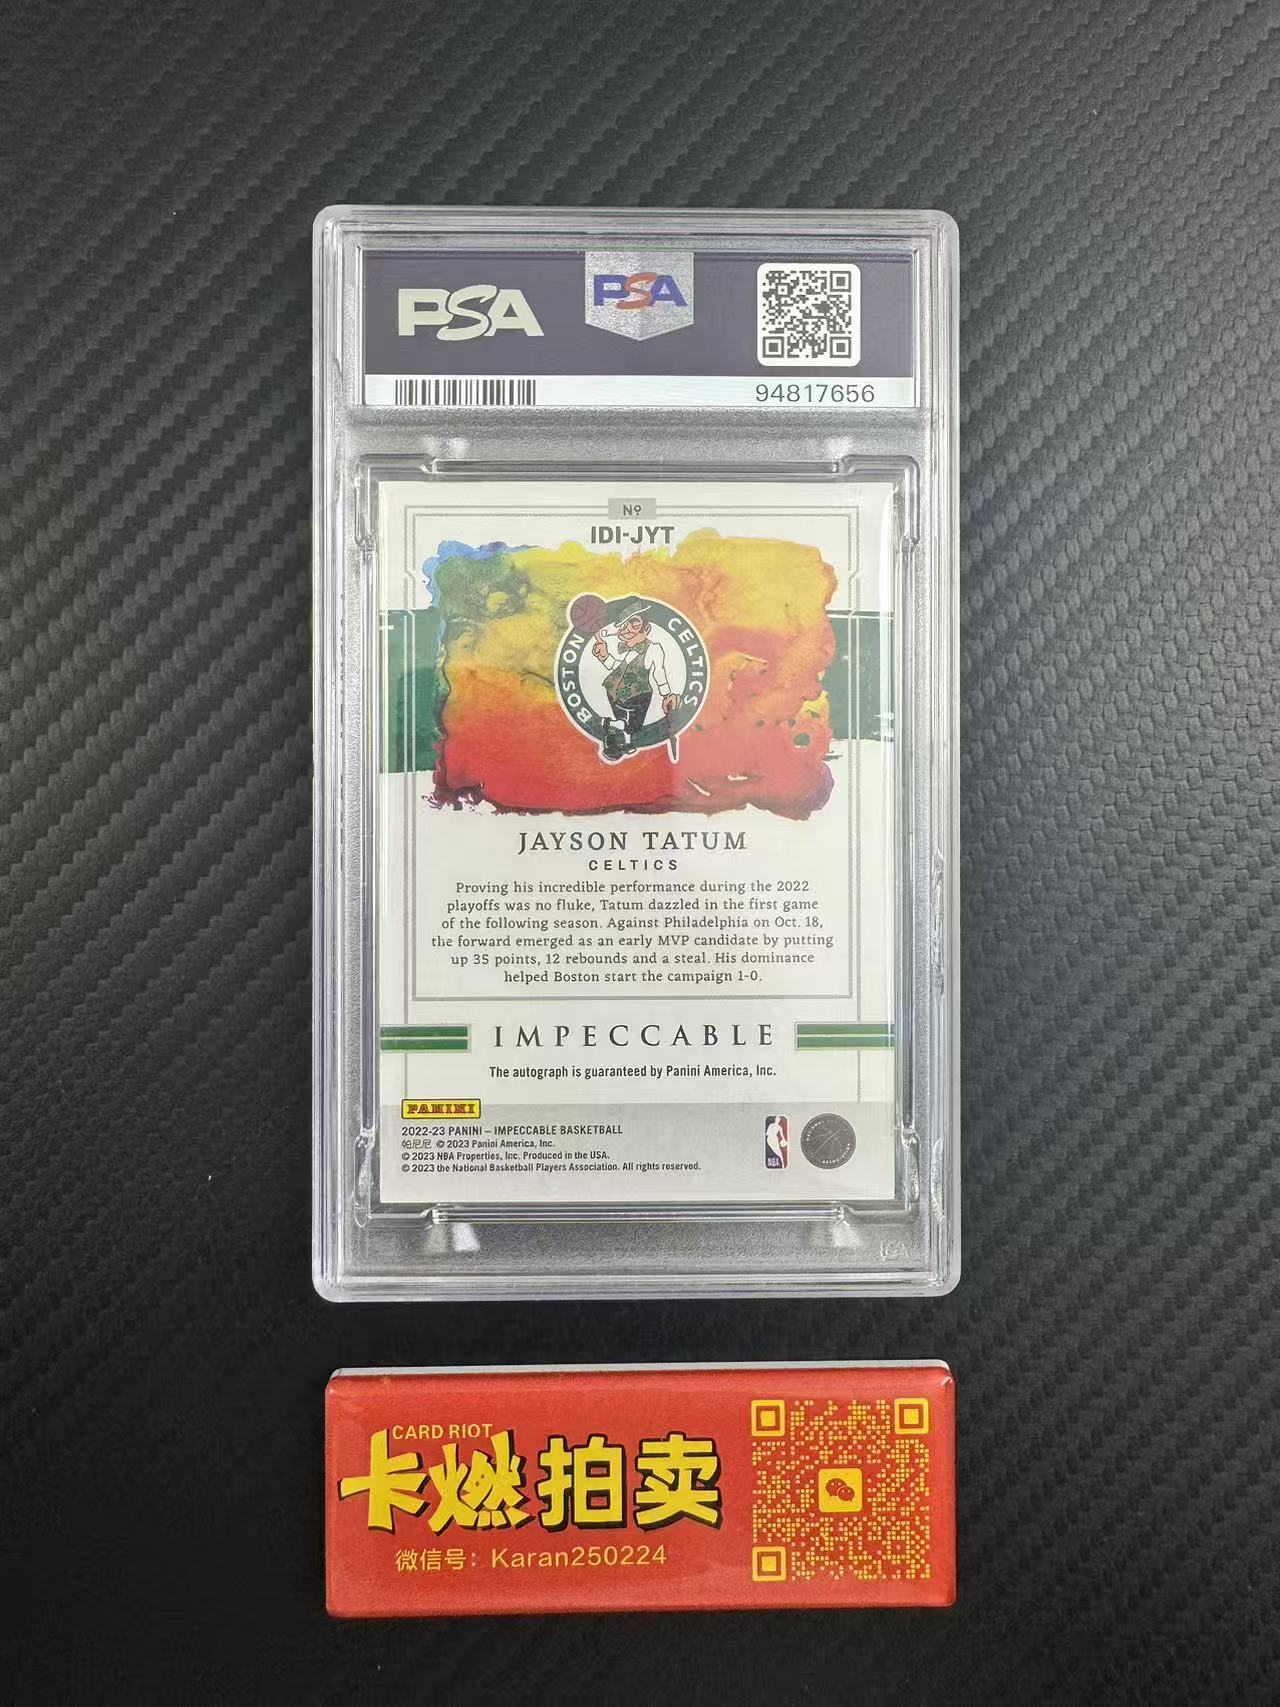 PSA
PSA
94817656
Nº
IDI-JYT
BOSTON CELTICS
JAYSON TATUM
CELTICS
Proving his incredible performance during the 2022
playoffs was no fluke, Tatum dazzled in the first game
of the following season. Against Philadelphia on Oct. 18,
the forward emerged as an early MVP candidate by putting
up 35 points, 12 rebounds and a steal. His dominance
helped Boston start the campaign 1-0.
IMPECCABLE
The autograph is guaranteed by Panini America, Inc.
PANINI
2022-23 PANINI – IMPECCABLE BASKETBALL
帕尼尼 © 2023 Panini America, Inc.
© 2023 NBA Properties, Inc. Produced in the USA.
© 2023 the National Basketball Players Association. All rights reserved.
NBA
CARD RIOT
卡燃拍卖
微信号：Karan250224